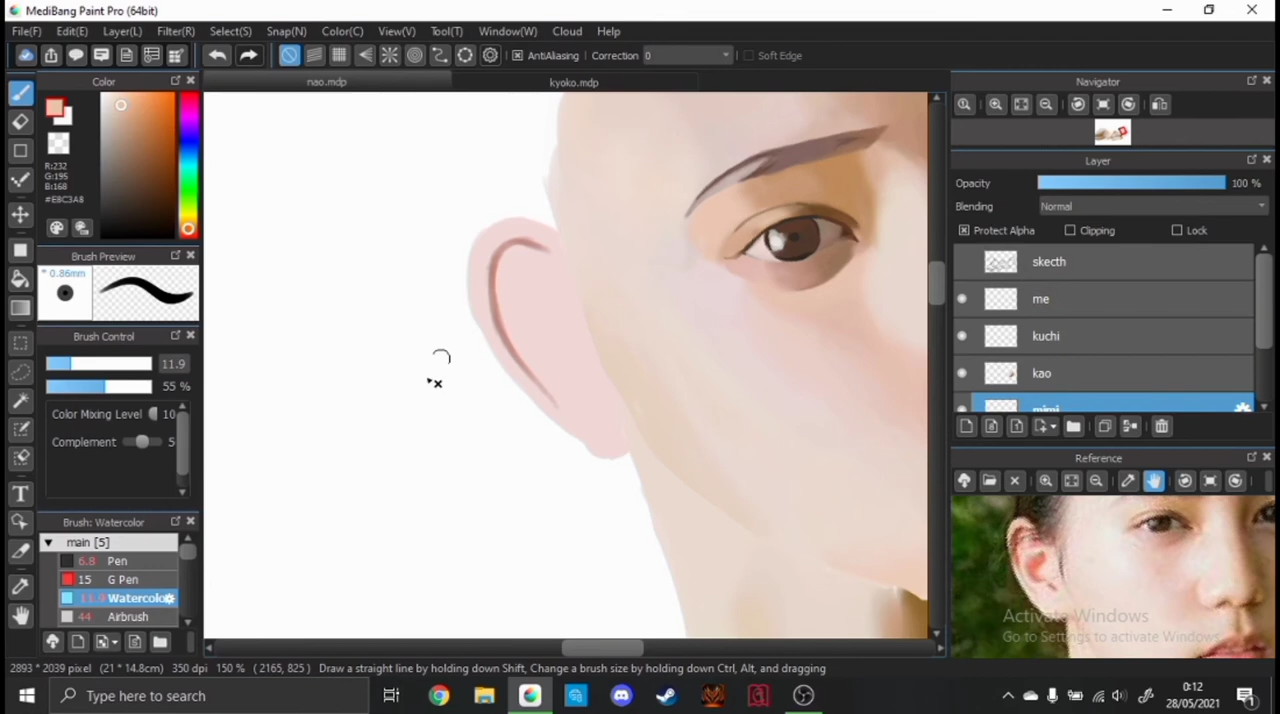 MediBang Paint Pro (64bit)
File(F) Edit(E) Layer(L) Filter(R) Select(S) Snap(N) Color(C) View(V) Tool(T) Window(W) Cloud Help
AntiAliasing Correction 0 Soft Edge
Color
nao.mdp
kyoko.mdp
Navigator
R:232
G:195
B:168
#E8C3A8
Layer
Opacity 100 %
Blending Normal
Protect Alpha Clipping Lock
skecth
me
kuchi
kao
mimi
Brush Preview
* 0.86mm
Brush Control
11.9
55 %
Color Mixing Level 10
Complement 5
Brush: Watercolor
main [5]
6.8 Pen
15 G Pen
11.9 Watercolo
44 Airbrush
Reference
Activate Windows
Go to Settings to activate Windows.
2893 * 2039 pixel (21 * 14.8cm) 350 dpi 150 % ( 2165, 825 ) Draw a straight line by holding down Shift, Change a brush size by holding down Ctrl, Alt, and dragging
Type here to search
0:12
28/05/2021
1